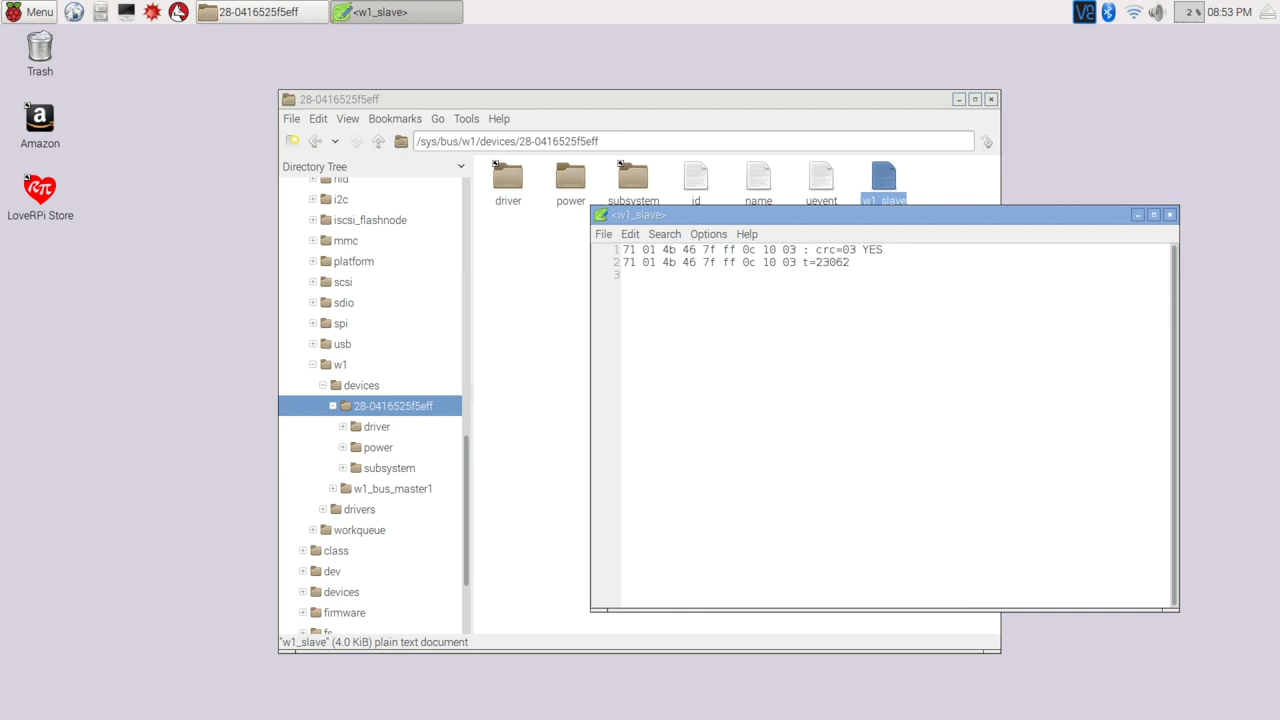 Menu
28-0416525f5eff
<w1_slave>
2 %
08:53 PM
Trash
Amazon
LoveRPi Store
28-0416525f5eff
File Edit View Bookmarks Go Tools Help
/sys/bus/w1/devices/28-0416525f5eff
Directory Tree
hid
i2c
iscsi_flashnode
mmc
platform
scsi
sdio
spi
usb
w1
devices
28-0416525f5eff
driver
power
subsystem
w1_bus_master1
drivers
workqueue
class
dev
devices
firmware
fs
driver power subsystem id name uevent w1_slave
"w1_slave" (4.0 KiB) plain text document
<w1_slave>
File Edit Search Options Help
1 71 01 4b 46 7f ff 0c 10 03 : crc=03 YES
2 71 01 4b 46 7f ff 0c 10 03 t=23062
3